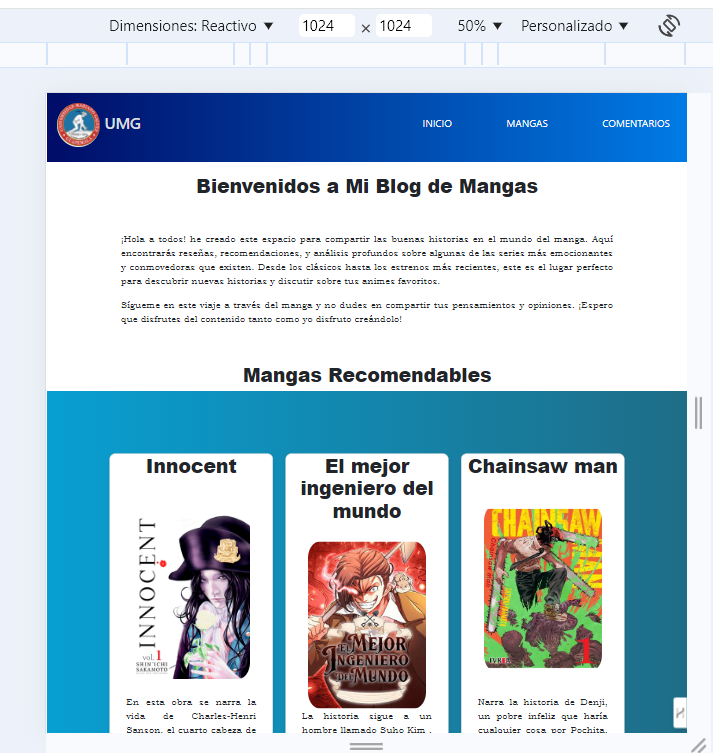 Dimensiones: Reactivo ▼ 1024 × 1024 50% ▼ Personalizado ▼
UMG INICIO MANGAS COMENTARIOS
Bienvenidos a Mi Blog de Mangas
¡Hola a todos! he creado este espacio para compartir las buenas historias en el mundo del manga. Aquí
encontrarás reseñas, recomendaciones, y análisis profundos sobre algunas de las series más emocionantes
y conmovedoras que existen. Desde los clásicos hasta los estrenos más recientes, este es el lugar perfecto
para descubrir nuevas historias y discutir sobre tus animes favoritos.
Sígueme en este viaje a través del manga y no dudes en compartir tus pensamientos y opiniones. ¡Espero
que disfrutes del contenido tanto como yo disfruto creándolo!
Mangas Recomendables
Innocent
INNOCENT
vol.1
SHIN'ICHI
SAKAMOTO
En esta obra se narra la
vida de Charles-Henri
Sanson, el cuarto cabeza de
El mejor
ingeniero del
mundo
EL MEJOR
INGENIERO
DEL MUNDO
La historia sigue a un
hombre llamado Suho Kim ,
Chainsaw man
CHAINSAW
IVREA
1
Narra la historia de Denji,
un pobre infeliz que haría
cualquier cosa por Pochita,